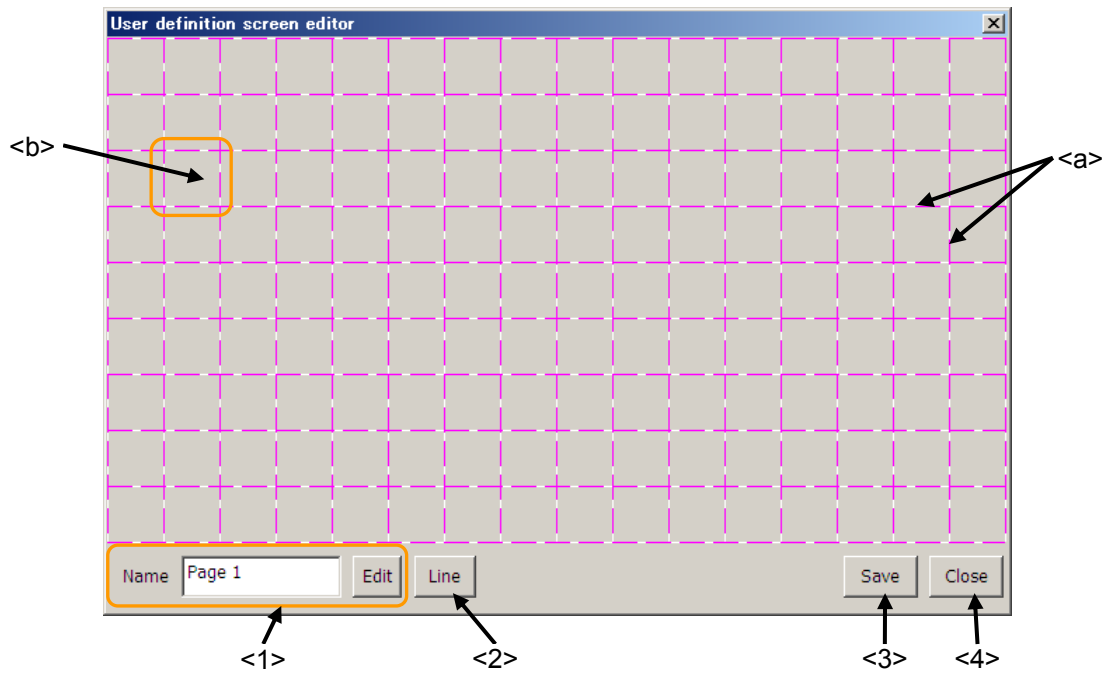 User definition screen editor
<b>
<a>
Name Page 1 Edit Line Save Close
<1> <2> <3> <4>